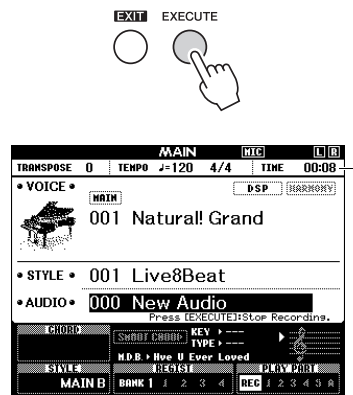 EXIT EXECUTE
MAIN MIC L R
TRANSPOSE 0 TEMPO ♩=120 4/4 TIME 00:08
• VOICE • DSP HARMONY
MAIN
001 Natural! Grand
• STYLE • 001 Live8Beat
• AUDIO • 000 New Audio
Press [EXECUTE]:Stop Recording.
CHORD
SMART CHORD KEY ▸ ---
TYPE ▸ ---
M.D.B. ▸ Hve U Ever Loved
STYLE REGIST PLAY PART
MAIN B BANK 1 1 2 3 4 REG 1 2 3 4 5 A